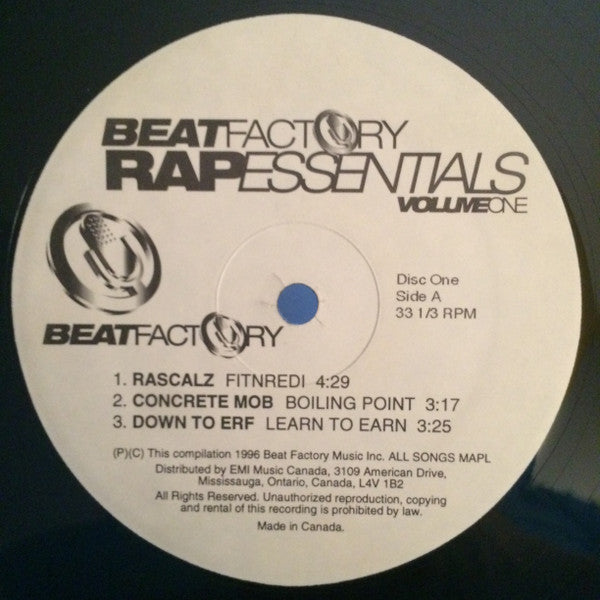 BEATFACTORY
RAPESSENTIALS
VOLUMEONE
Disc One
Side A
33 1/3 RPM
BEATFACTORY
1. RASCALZ FITNREDI 4:29
2. CONCRETE MOB BOILING POINT 3:17
3. DOWN TO ERF LEARN TO EARN 3:25
(P)(C) This compilation 1996 Beat Factory Music Inc. ALL SONGS MAPL
Distributed by EMI Music Canada, 3109 American Drive,
Mississauga, Ontario, Canada, L4V 1B2
All Rights Reserved. Unauthorized reproduction, copying
and rental of this recording is prohibited by law.
Made in Canada.